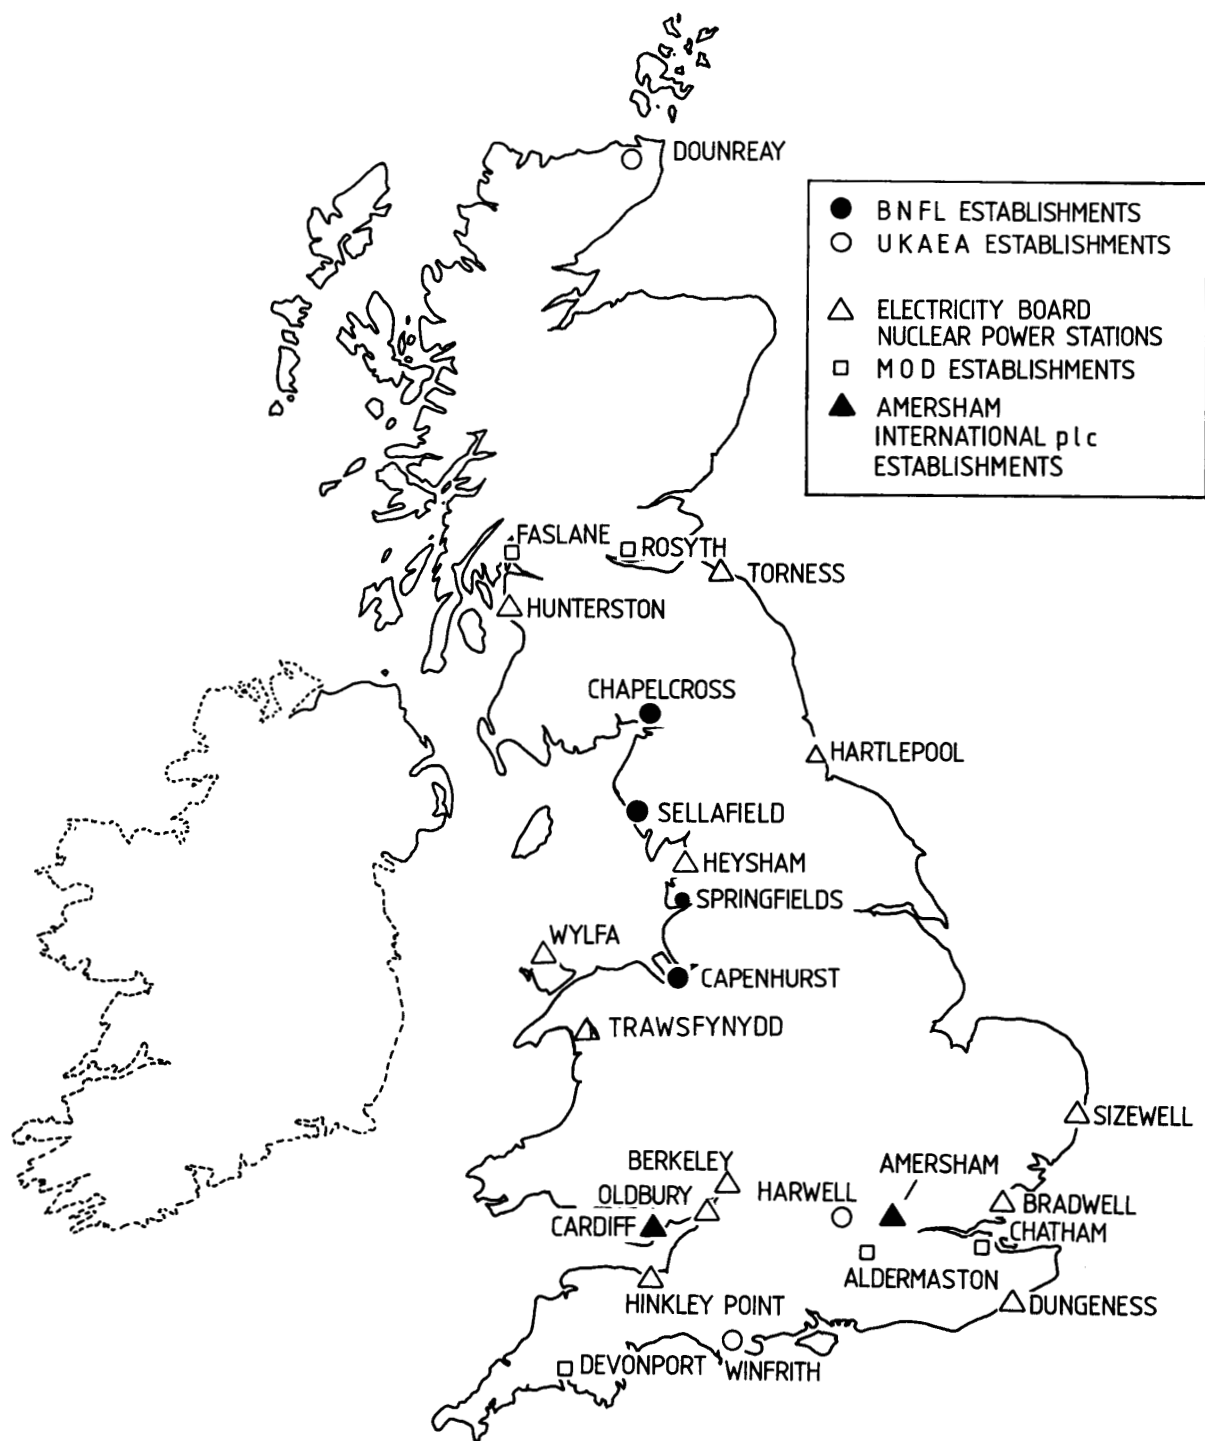 DOUNREAY
BNFL ESTABLISHMENTS
UKAEA ESTABLISHMENTS
ELECTRICITY BOARD
NUCLEAR POWER STATIONS
MOD ESTABLISHMENTS
AMERSHAM
INTERNATIONAL plc
ESTABLISHMENTS
FASLANE
ROSYTH
TORNESS
HUNTERSTON
CHAPELCROSS
HARTLEPOOL
SELLAFIELD
HEYSHAM
SPRINGFIELDS
WYLFA
CAPENHURST
TRAWSFYNYDD
SIZEWELL
BERKELEY
AMERSHAM
OLDBURY
HARWELL
BRADWELL
CARDIFF
CHATHAM
ALDERMASTON
HINKLEY POINT
DUNGENESS
DEVONPORT
WINFRITH